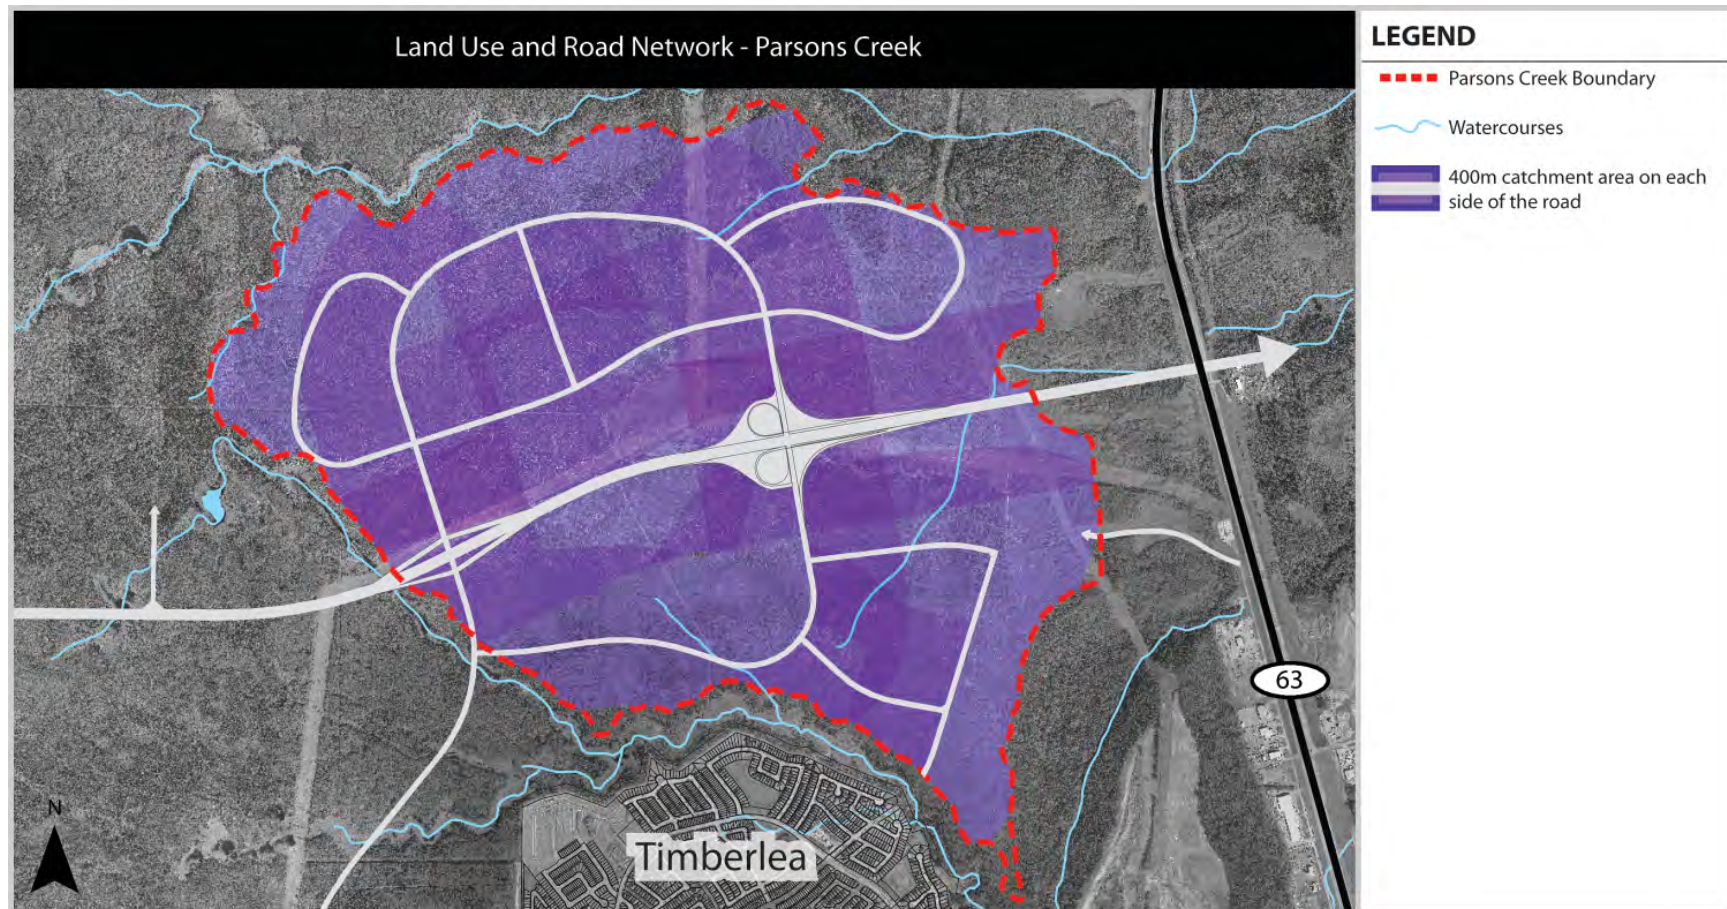 Land Use and Road Network - Parsons Creek
LEGEND
Parsons Creek Boundary
Watercourses
400m catchment area on each
side of the road
63
N
Timberlea